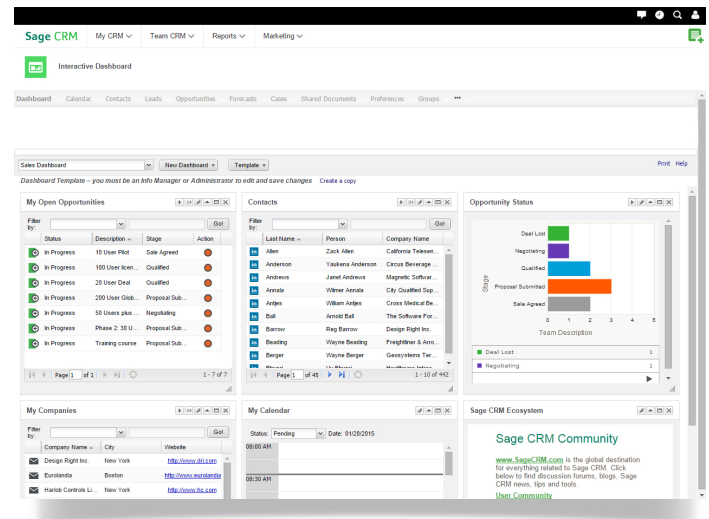 Sage CRM My CRM Team CRM Reports Marketing
Interactive Dashboard
Dashboard Calendar Contacts Leads Opportunities Forecasts Cases Shared Documents Preferences Groups •••
Sales Dashboard New Dashboard Template Print Help
Dashboard Template – you must be an Info Manager or Administrator to edit and save changes Create a copy
My Open Opportunities
Filter by: Go!
Status Description Stage Action
In Progress 10 User Pilot Sale Agreed
In Progress 100 User licen... Qualified
In Progress 20 User Deal Qualified
In Progress 200 User Glob... Proposal Sub...
In Progress 50 Users plus ... Negotiating
In Progress Phase 2: 30 U... Proposal Sub...
In Progress Training course Proposal Sub...
Page 1 of 1 1 - 7 of 7
Contacts
Filter by: Go!
Last Name Person Company Name
in Allen Zack Allen California Telesen...
in Anderson Yaukena Anderson Circus Beverage ...
in Andrews Janet Andrews Magnetic Softwar...
in Annala Wilmer Annala City Qualified Sup...
in Antjes William Antjes Cross Medical Be...
in Ball Arnold Ball The Software For...
in Barrow Reg Barrow Design Right Inc.
in Beading Wayne Beading Freightliner & Arro...
in Berger Wayne Berger Geosystems Ter...
Page 1 of 45 1 - 10 of 442
Opportunity Status
Stage
Deal Lost
Negotiating
Qualified
Proposal Submitted
Sale Agreed
0 1 2 3 4 5
Team Description
Deal Lost 1
Negotiating 1
My Companies
Filter by: Go!
Company Name City Website
Design Right Inc. New York http://www.dri.com
Eurolandia Boston http://www.eurolandia
Harlob Controls Li... New York http://www.hc.com
My Calendar
Status: Pending Date: 01/20/2015
08:00 AM
08:30 AM
Sage CRM Ecosystem
Sage CRM Community
www.SageCRM.com is the global destination
for everything related to Sage CRM. Click
below to find discussion forums, blogs, Sage
CRM news, tips and tools.
User Community